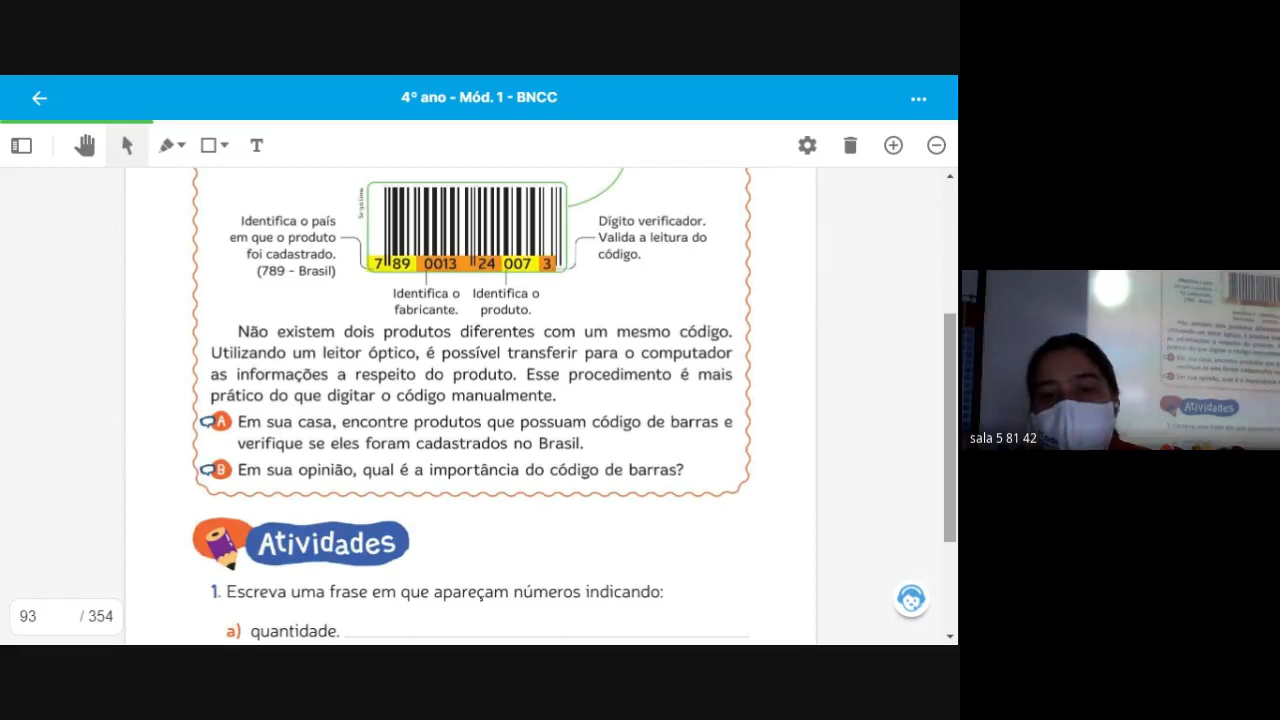 4º ano - Mód. 1 - BNCC
T
Identifica o país
em que o produto
foi cadastrado.
(789 - Brasil)
7 89 0013 24 007 3
Dígito verificador.
Valida a leitura do
código.
Identifica o
fabricante.
Identifica o
produto.
Não existem dois produtos diferentes com um mesmo código.
Utilizando um leitor óptico, é possível transferir para o computador
as informações a respeito do produto. Esse procedimento é mais
prático do que digitar o código manualmente.
A Em sua casa, encontre produtos que possuam código de barras e
verifique se eles foram cadastrados no Brasil.
B Em sua opinião, qual é a importância do código de barras?
Atividades
1. Escreva uma frase em que apareçam números indicando:
a) quantidade.
93 / 354
sala 5 81 42
Atividades